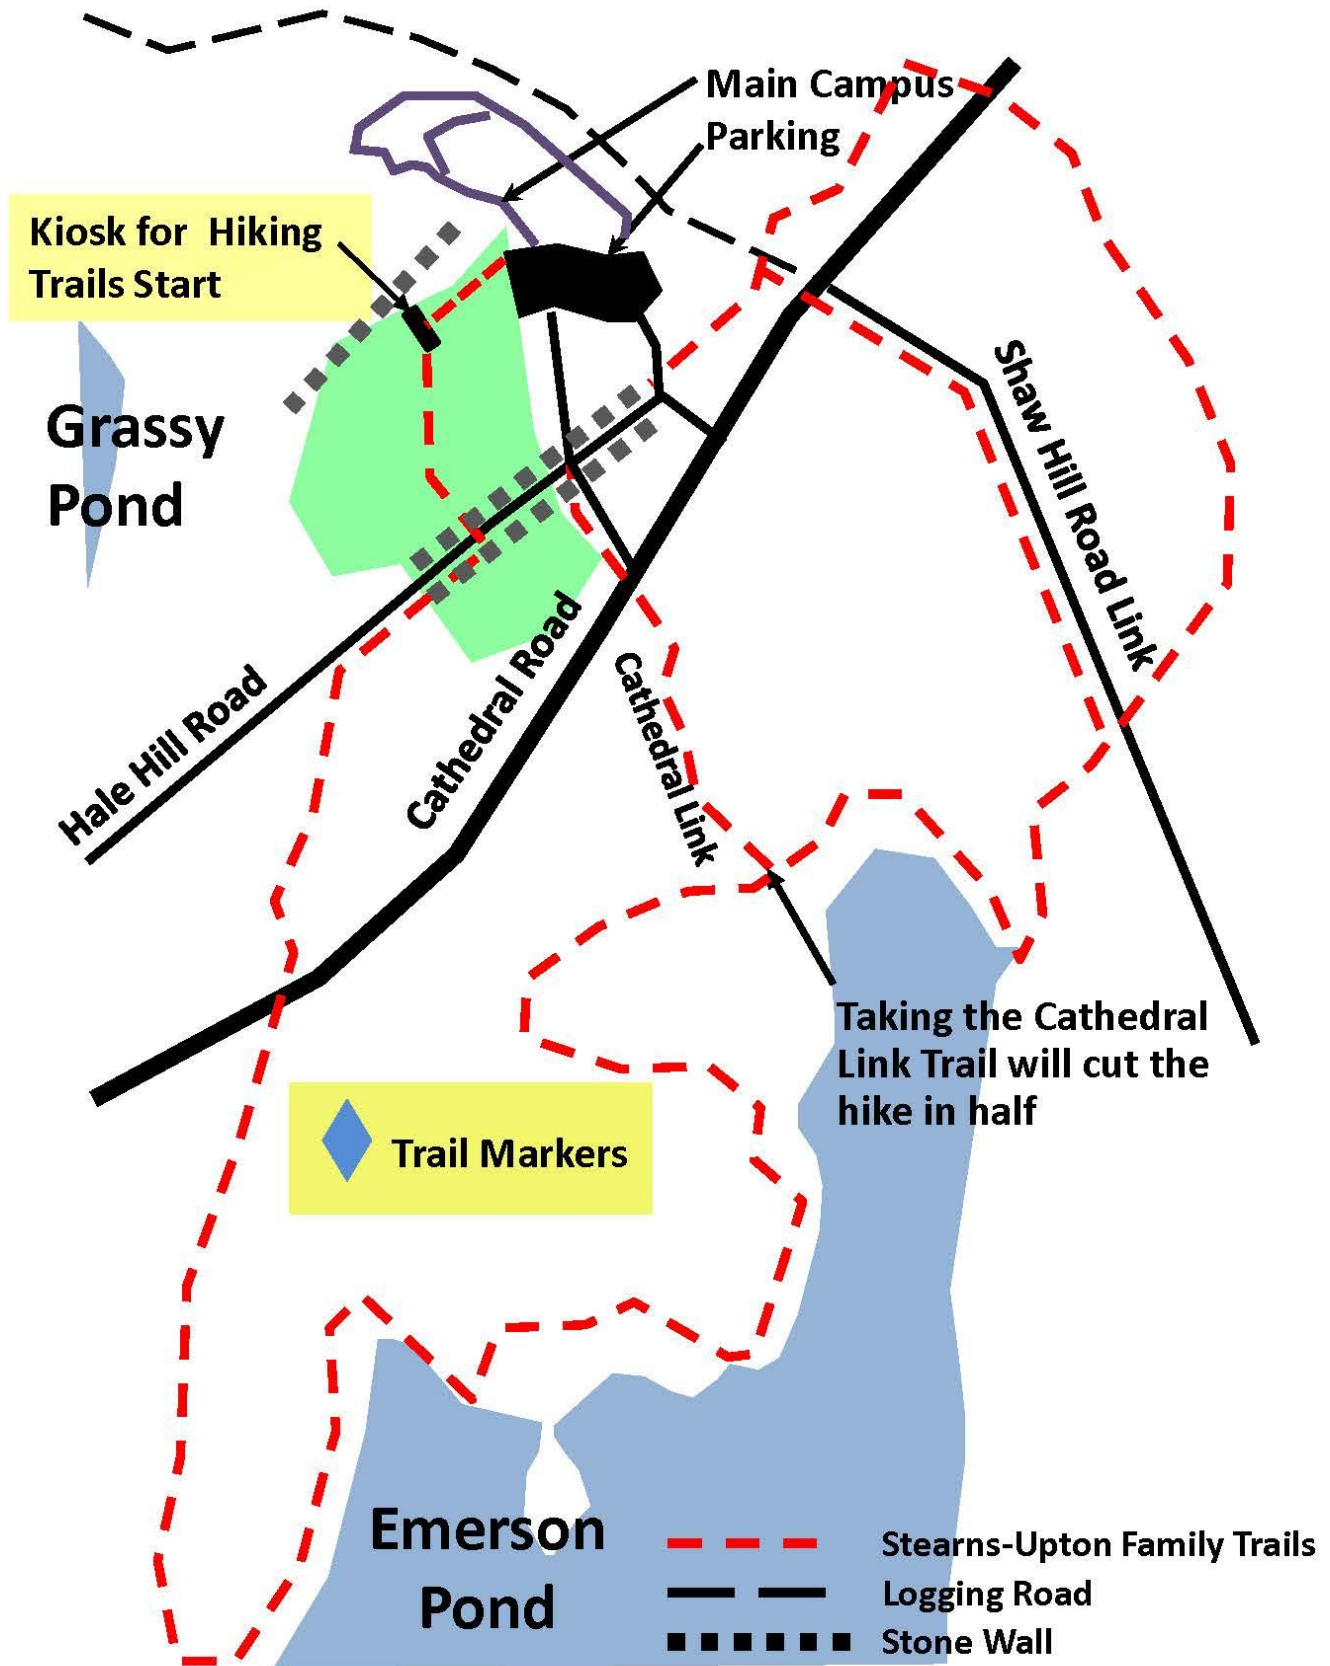 Main Campus
Parking
Kiosk for Hiking
Trails Start
Grassy
Pond
Shaw Hill Road Link
Hale Hill Road
Cathedral Road
Cathedral Link
Taking the Cathedral
Link Trail will cut the
hike in half
Trail Markers
Emerson
Pond
Stearns-Upton Family Trails
Logging Road
Stone Wall